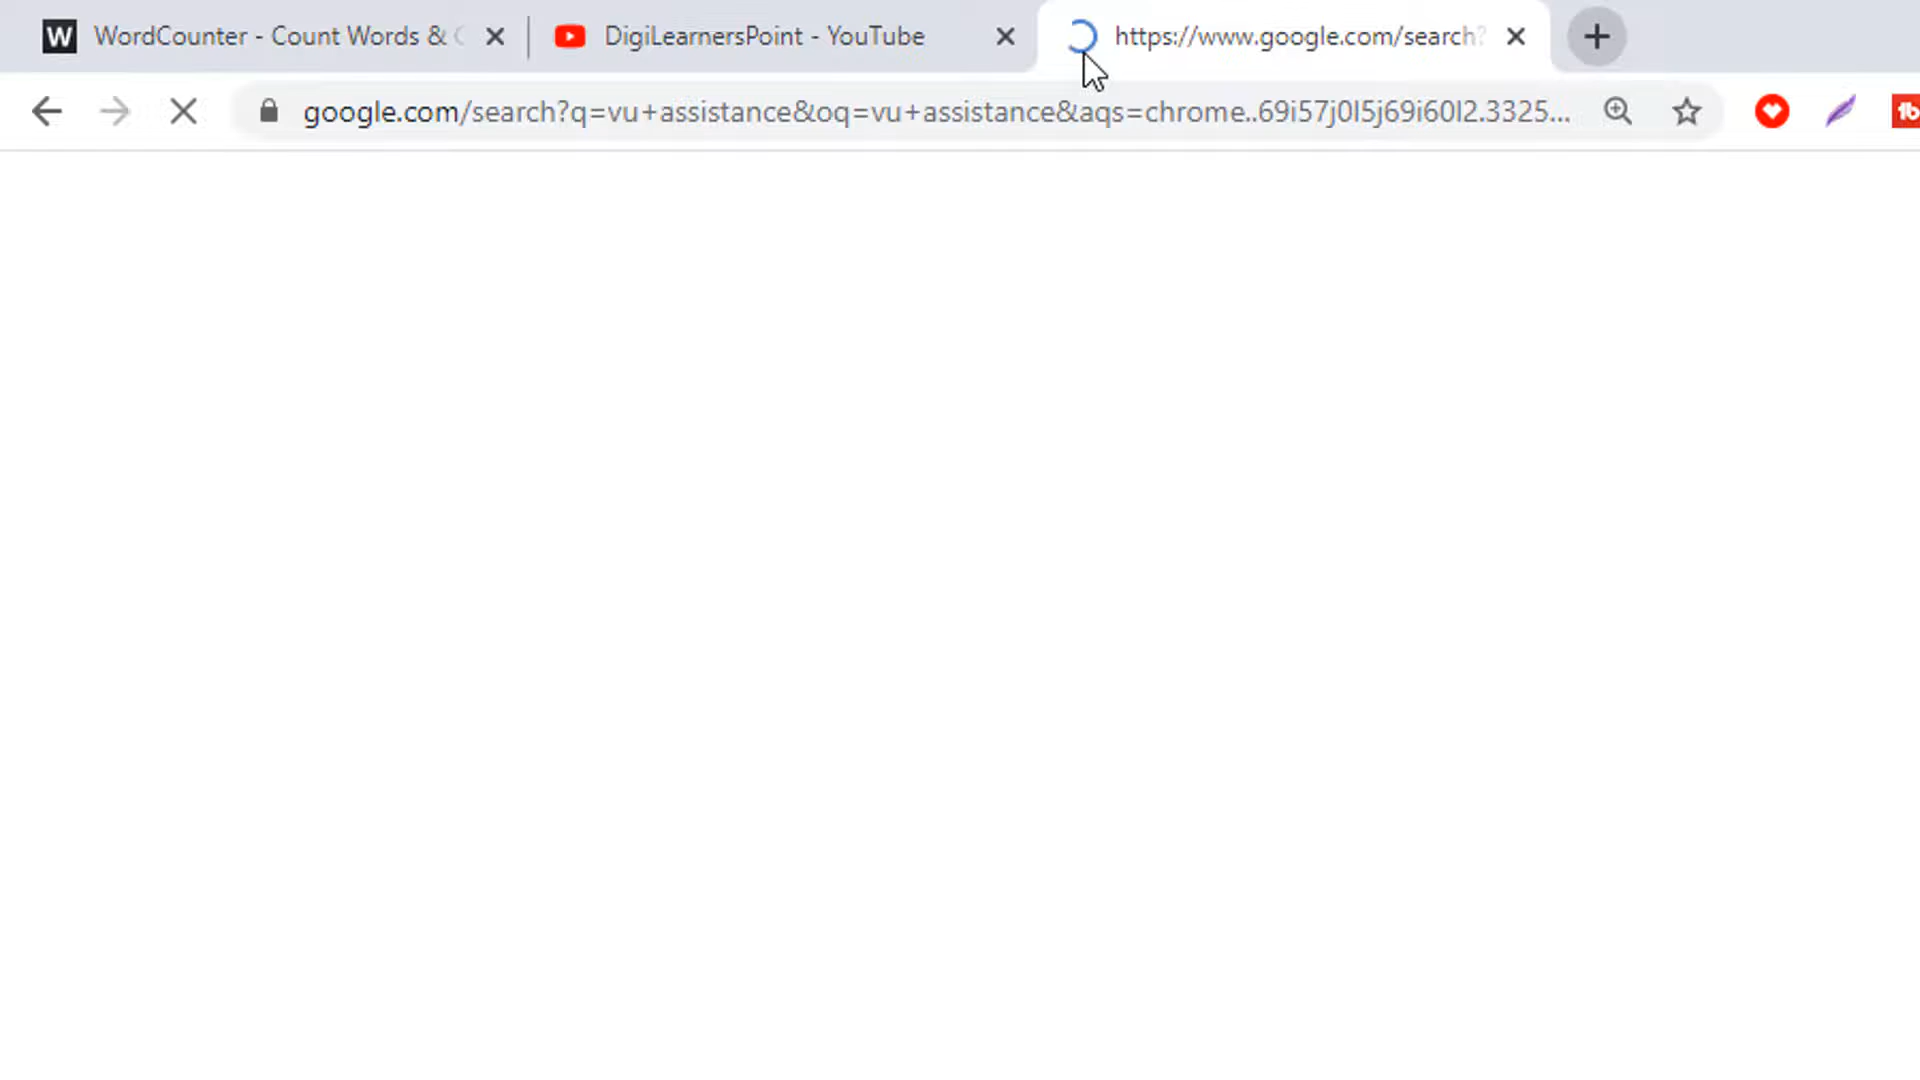 W WordCounter - Count Words & C
DigiLearnersPoint - YouTube
https://www.google.com/search?
google.com/search?q=vu+assistance&oq=vu+assistance&aqs=chrome..69i57j0l5j69i60l2.3325...
tb